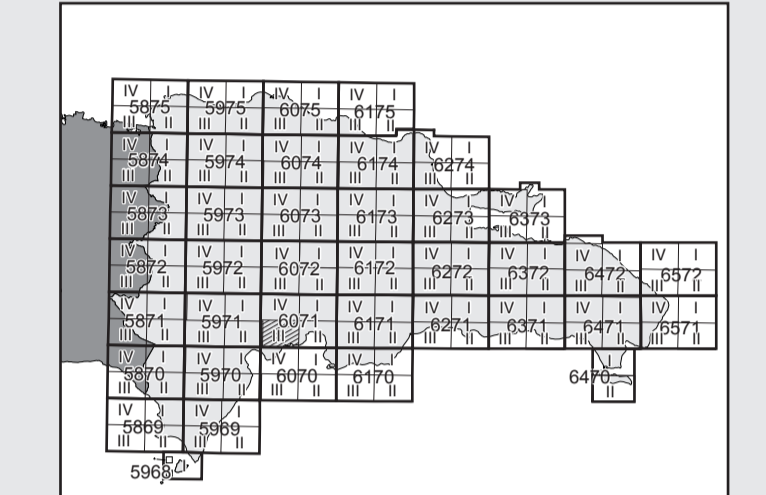 IV I IV I IV I IV I
5875 5975 6075 6175
III II III II III II III II
IV I IV I IV I IV I IV I
5874 5974 6074 6174 6274
III II III II III II III II III II
IV I IV I IV I IV I IV I IV I
5873 5973 6073 6173 6273 6373
III II III II III II III II III II III II
IV I IV I IV I IV I IV I IV I IV I IV I
5872 5972 6072 6172 6272 6372 6472 6572
III II III II III II III II III II III II III II III II
IV I IV I IV I IV I IV I IV I IV I IV I
5871 5971 6071 6171 6271 6371 6471 6571
III II III II III II III II III II III II III II III II
IV I IV I IV I IV I I
5870 5970 6070 6170 6470
III II III II III II III II II
IV I IV I
5869 5969
III II III II
5968 I